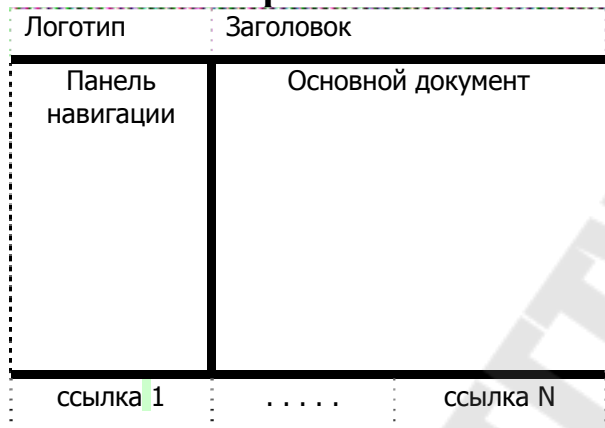 Логотип
Заголовок
Панель
навигации
Основной документ
ссылка 1
. . . . .
ссылка N